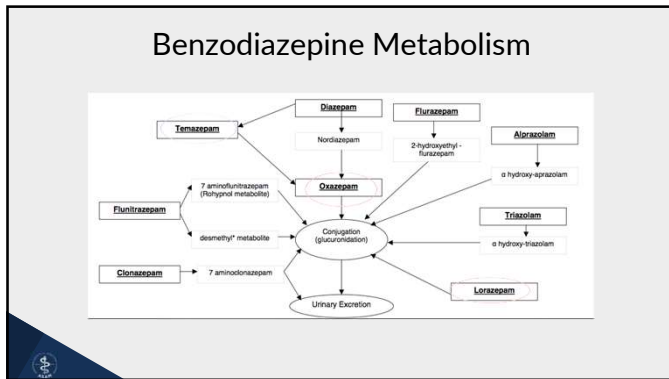 Benzodiazepine Metabolism
Diazepam
Flurazepam
Temazepam
Alprazolam
Nordiazepam
2-hydroxyethyl -
flurazepam
α hydroxy-aprazolam
7 aminoflunitrazepam
(Rohypnol metabolite)
Oxazepam
Flunitrazepam
Triazolam
Conjugation
(glucuronidation)
desmethyl* metabolite
α hydroxy-triazolam
Clonazepam
7 aminoclonazepam
Lorazepam
Urinary Excretion
ASAM